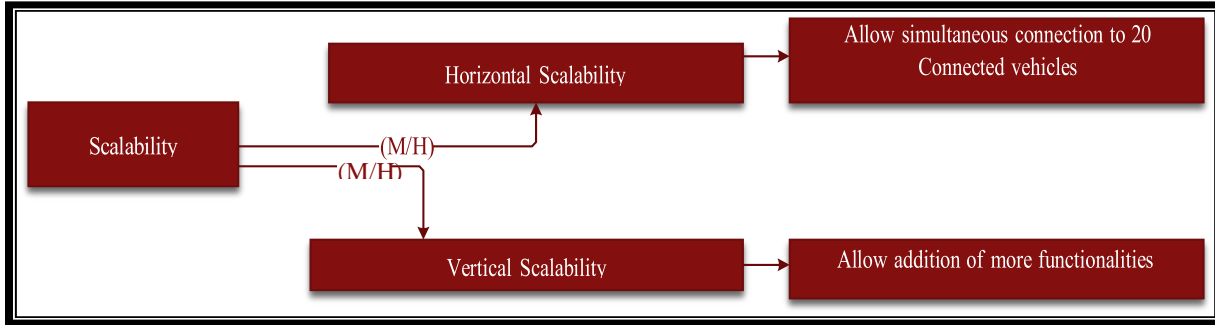 Allow simultaneous connection to 20
Connected vehicles
Horizontal Scalability
Scalability
(M/H)
(M/H)
Vertical Scalability
Allow addition of more functionalities